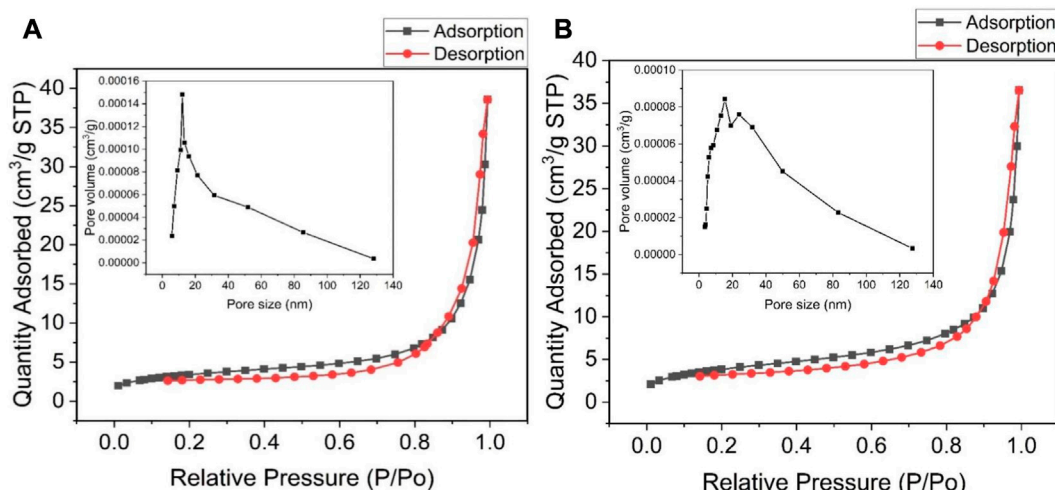 A
Adsorption
Desorption
Quantity Adsorbed (cm³/g STP)
40
35
30
25
20
15
10
5
0
0.0 0.2 0.4 0.6 0.8 1.0
Relative Pressure (P/Po)
Pore volume (cm³/g)
0.00016
0.00014
0.00012
0.00010
0.00008
0.00006
0.00004
0.00002
0.00000
0 20 40 60 80 100 120 140
Pore size (nm)
B
Adsorption
Desorption
Quantity Adsorbed (cm³/g STP)
40
35
30
25
20
15
10
5
0
0.0 0.2 0.4 0.6 0.8 1.0
Relative Pressure (P/Po)
Pore volume (cm³/g)
0.00010
0.00008
0.00006
0.00004
0.00002
0.00000
0 20 40 60 80 100 120 140
Pore size (nm)